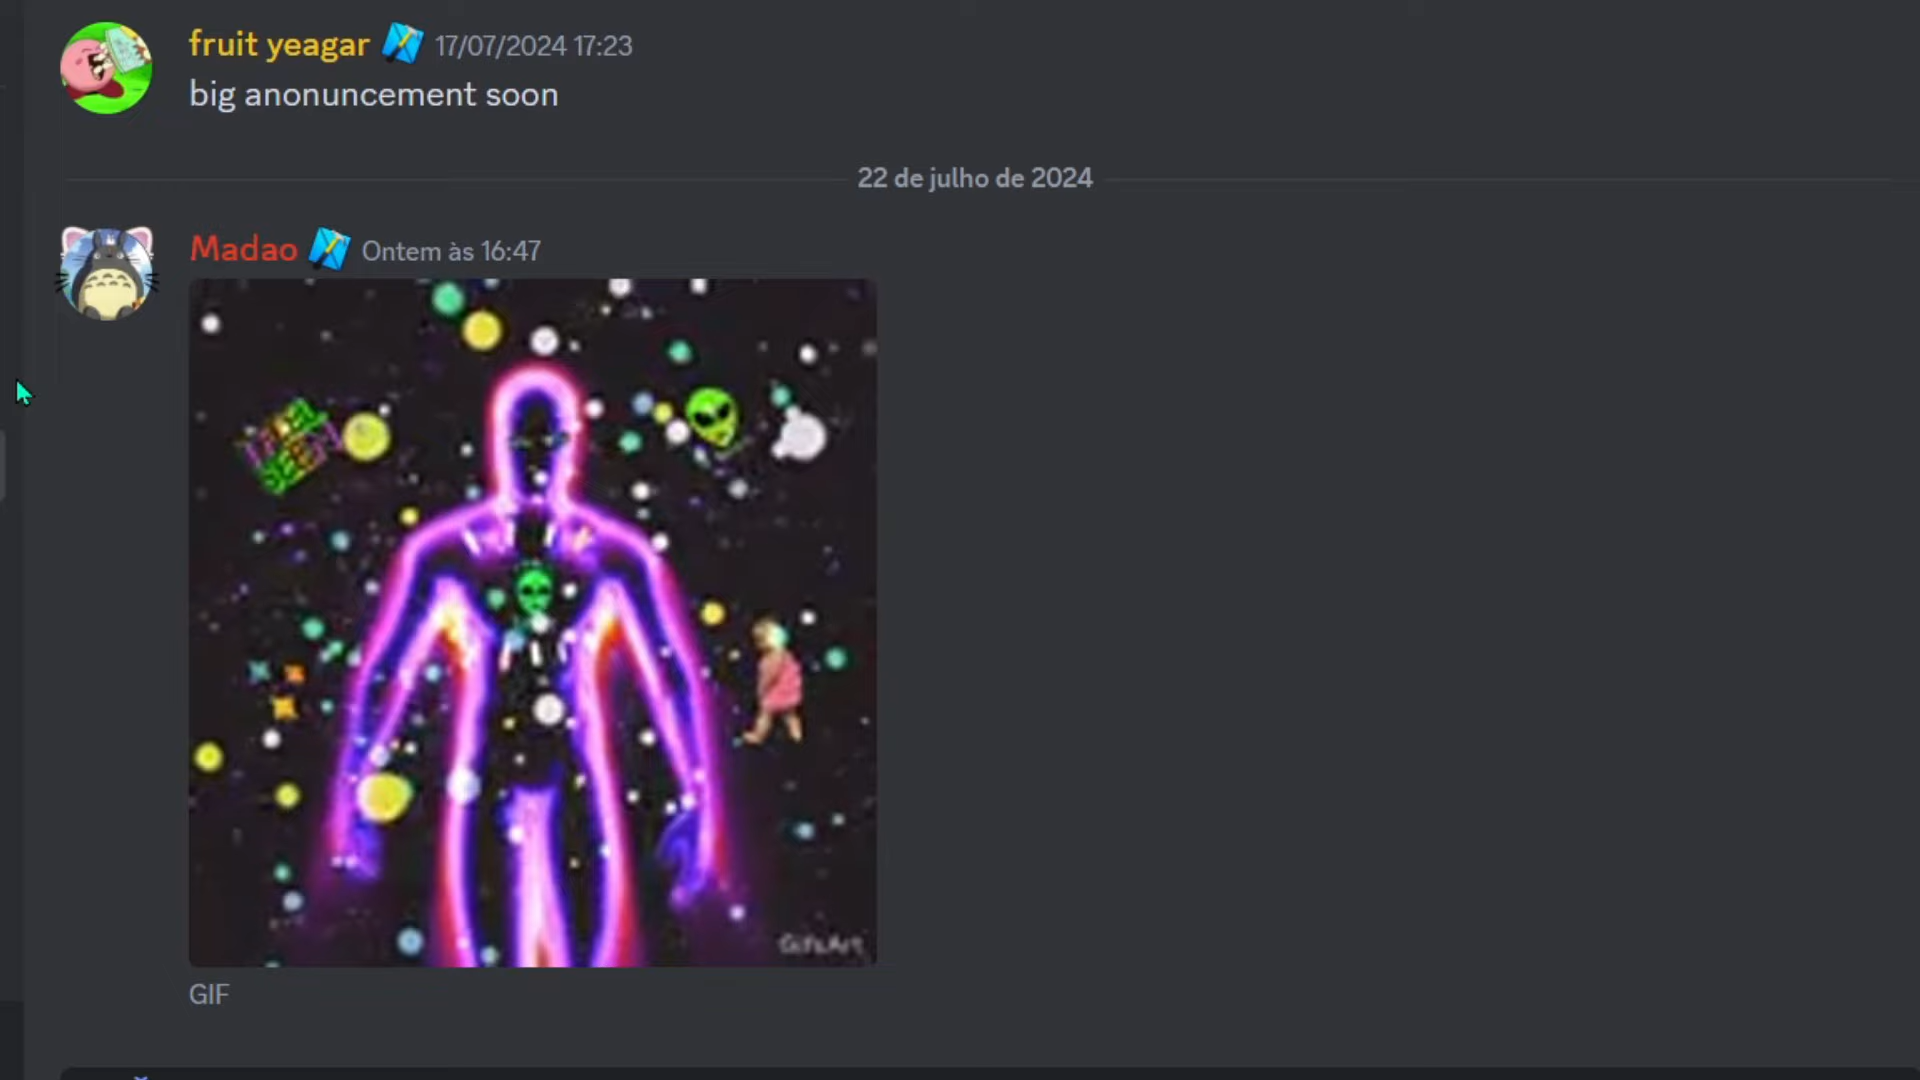 fruit yeagar 17/07/2024 17:23
big anonuncement soon
22 de julho de 2024
Madao Ontem às 16:47
GifsArt
GIF